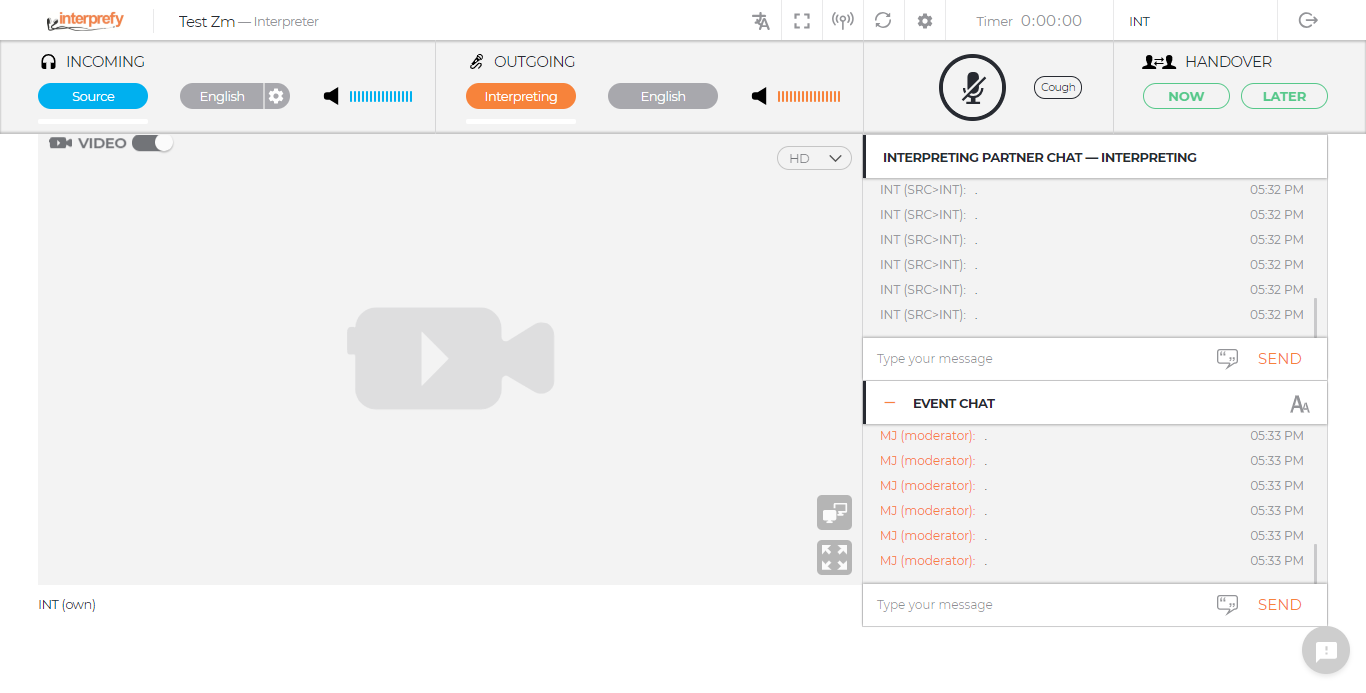 interprefy
Test Zm — Interpreter
Timer 0:00:00
INT
INCOMING
Source
English
OUTGOING
Interpreting
English
Cough
HANDOVER
NOW
LATER
VIDEO
HD
INT (own)
INTERPRETING PARTNER CHAT — INTERPRETING
INT (SRC>INT): . 05:32 PM
INT (SRC>INT): . 05:32 PM
INT (SRC>INT): . 05:32 PM
INT (SRC>INT): . 05:32 PM
INT (SRC>INT): . 05:32 PM
INT (SRC>INT): . 05:32 PM
Type your message
SEND
EVENT CHAT
AA
MJ (moderator): . 05:33 PM
MJ (moderator): . 05:33 PM
MJ (moderator): . 05:33 PM
MJ (moderator): . 05:33 PM
MJ (moderator): . 05:33 PM
MJ (moderator): . 05:33 PM
Type your message
SEND